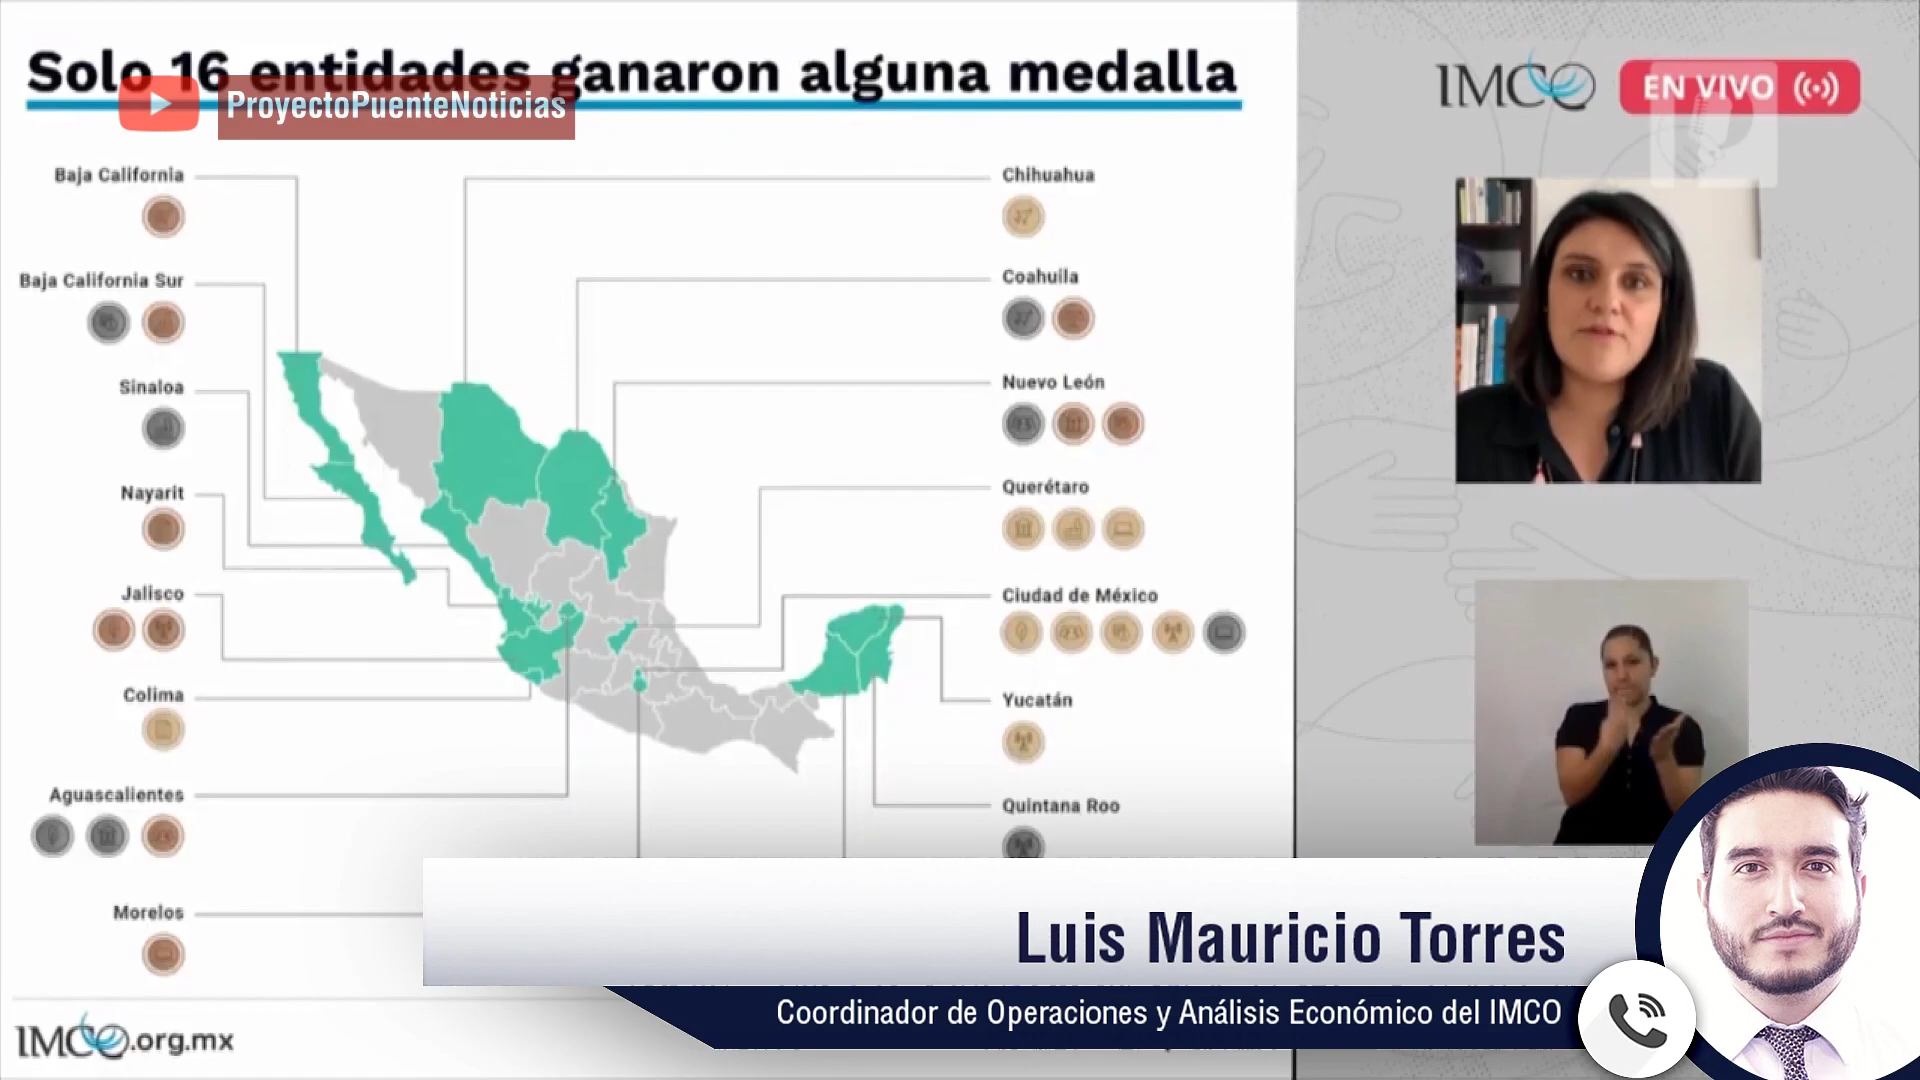 Solo 16 entidades ganaron alguna medalla
ProyectoPuenteNoticias
IMCO
EN VIVO
Baja California
Baja California Sur
Sinaloa
Nayarit
Jalisco
Colima
Aguascalientes
Morelos
Chihuahua
Coahuila
Nuevo León
Querétaro
Ciudad de México
Yucatán
Quintana Roo
Luis Mauricio Torres
Coordinador de Operaciones y Análisis Económico del IMCO
IMCO.org.mx